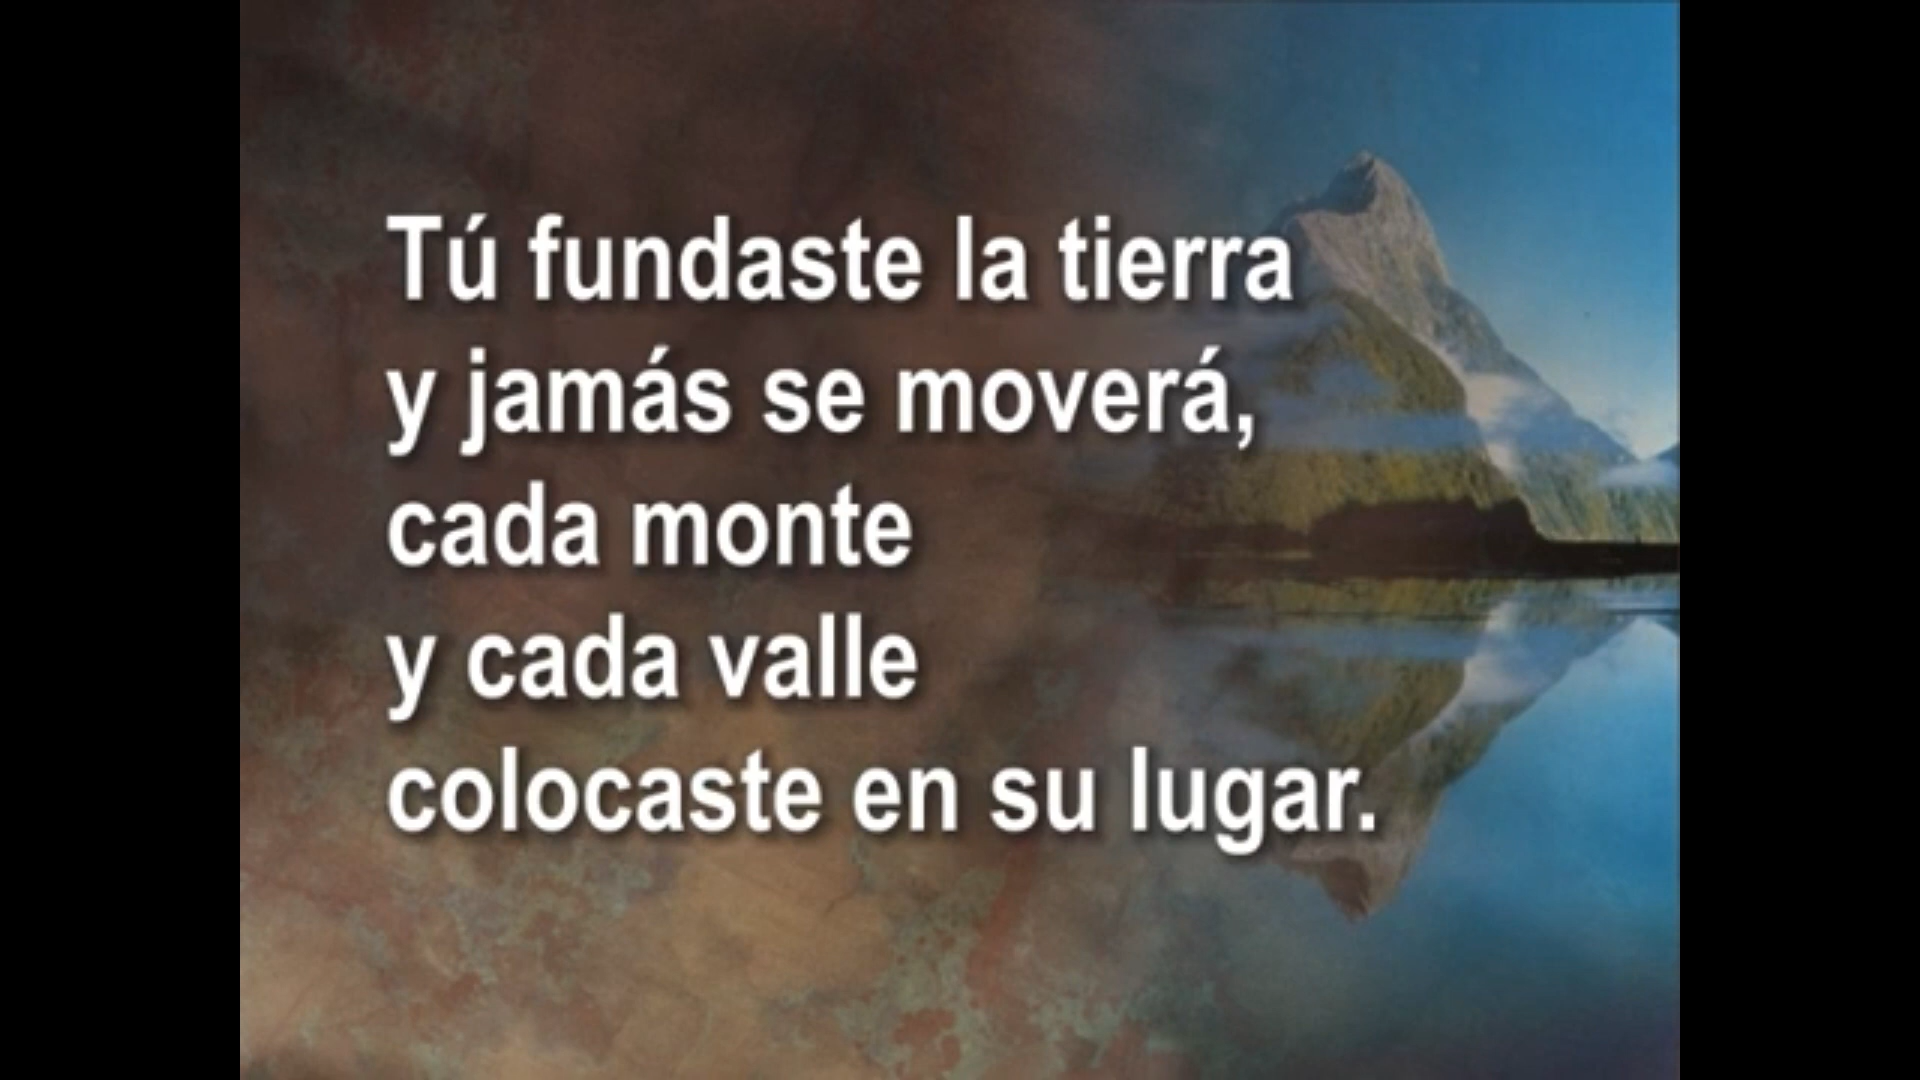 Tú fundaste la tierra
y jamás se moverá,
cada monte
y cada valle
colocaste en su lugar.